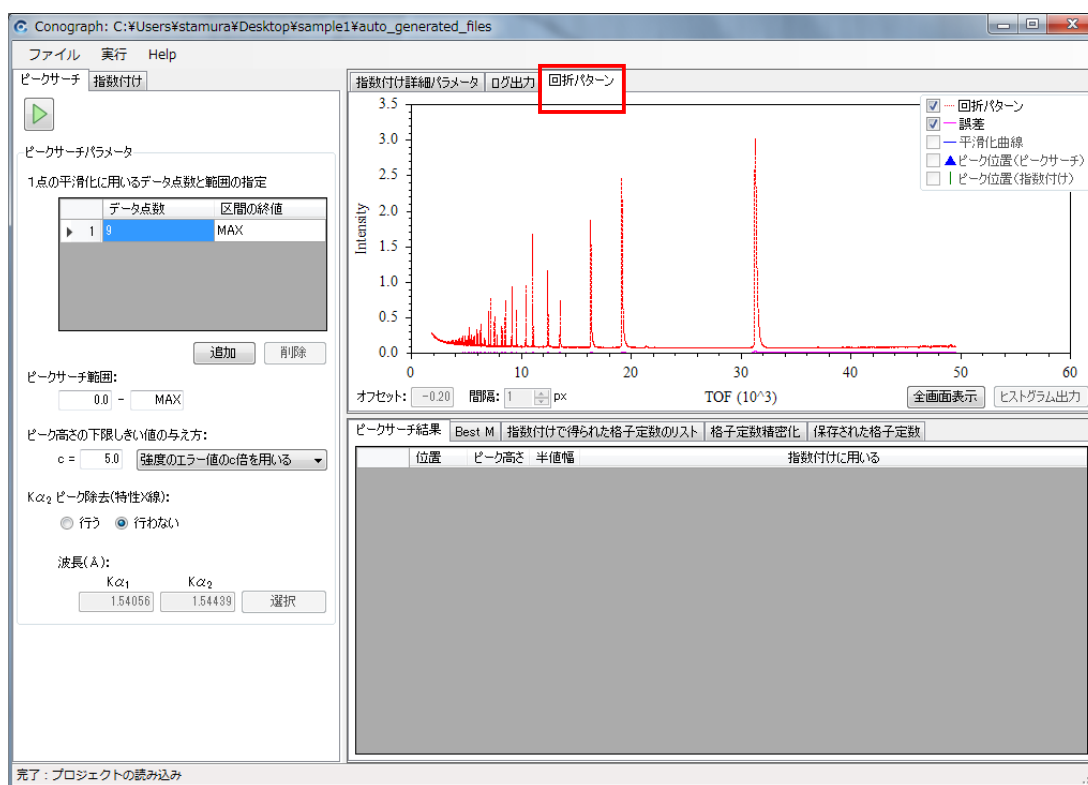 Conograph: C:¥Users¥stamura¥Desktop¥sample1¥auto_generated_files
ファイル 実行 Help
ピークサーチ 指数付け
ピークサーチパラメータ
1点の平滑化に用いるデータ点数と範囲の指定
データ点数 区間の終値
1 9 MAX
追加 削除
ピークサーチ範囲:
0.0 - MAX
ピーク高さの下限しきい値の与え方:
c = 5.0 強度のエラー値のc倍を用いる
Kα2 ピーク除去(特性X線):
行う 行わない
波長(Å):
Kα1 Kα2
1.54056 1.54439 選択
指数付け詳細パラメータ ログ出力 回折パターン
回折パターン
誤差
平滑化曲線
ピーク位置(ピークサーチ)
ピーク位置(指数付け)
Intensity
3.5
3.0
2.5
2.0
1.5
1.0
0.5
0.0
0 10 20 30 40 50 60
TOF (10^3)
オフセット: -0.20 間隔: 1 px 全画面表示 ヒストグラム出力
ピークサーチ結果 Best M 指数付けで得られた格子定数のリスト 格子定数精密化 保存された格子定数
位置 ピーク高さ 半値幅 指数付けに用いる
完了:プロジェクトの読み込み